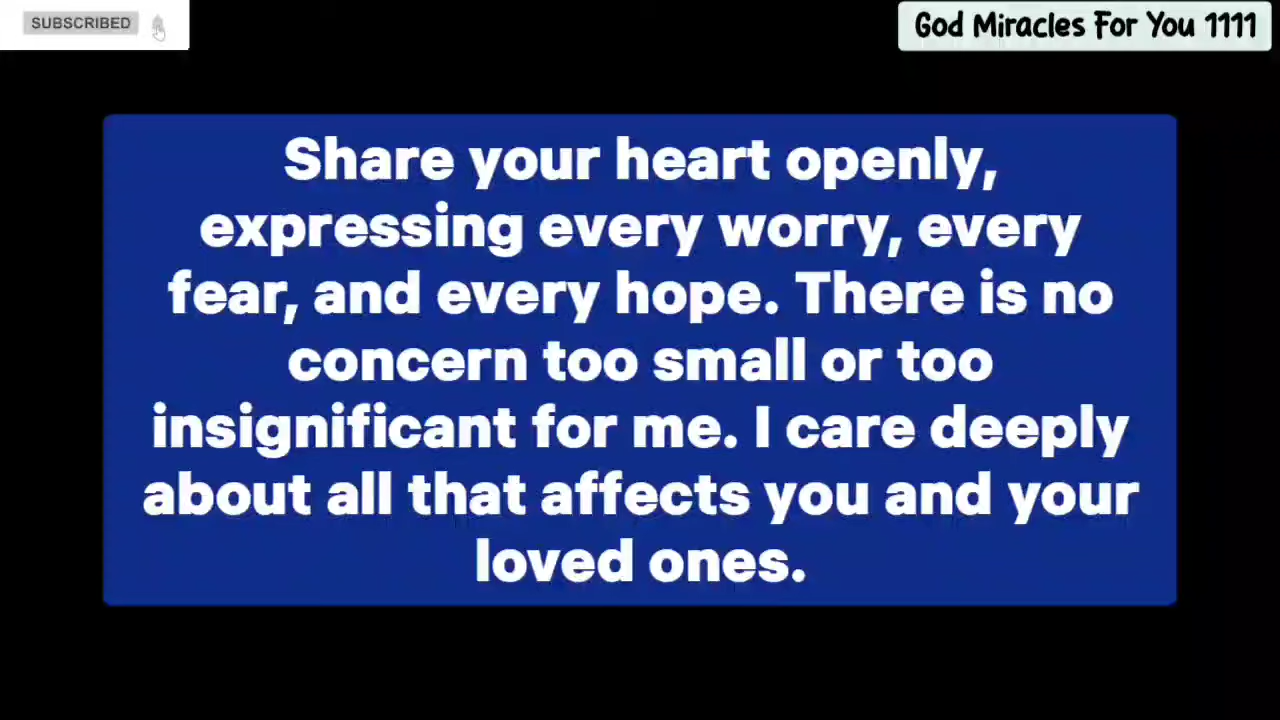 SUBSCRIBED
God Miracles For You 1111
Share your heart openly,
expressing every worry, every
fear, and every hope. There is no
concern too small or too
insignificant for me. I care deeply
about all that affects you and your
loved ones.